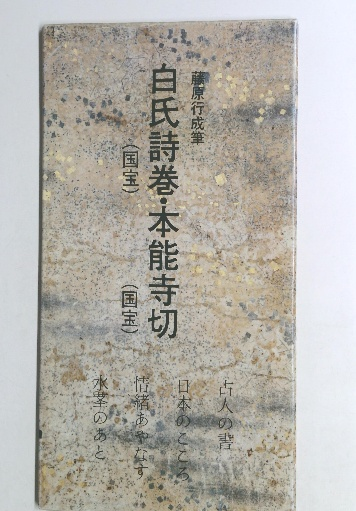 藤原行成筆
白氏詩巻・本能寺切
（国宝）
（国宝）
古人の書
日本のこころ
情緒あやなす
水莖のあと